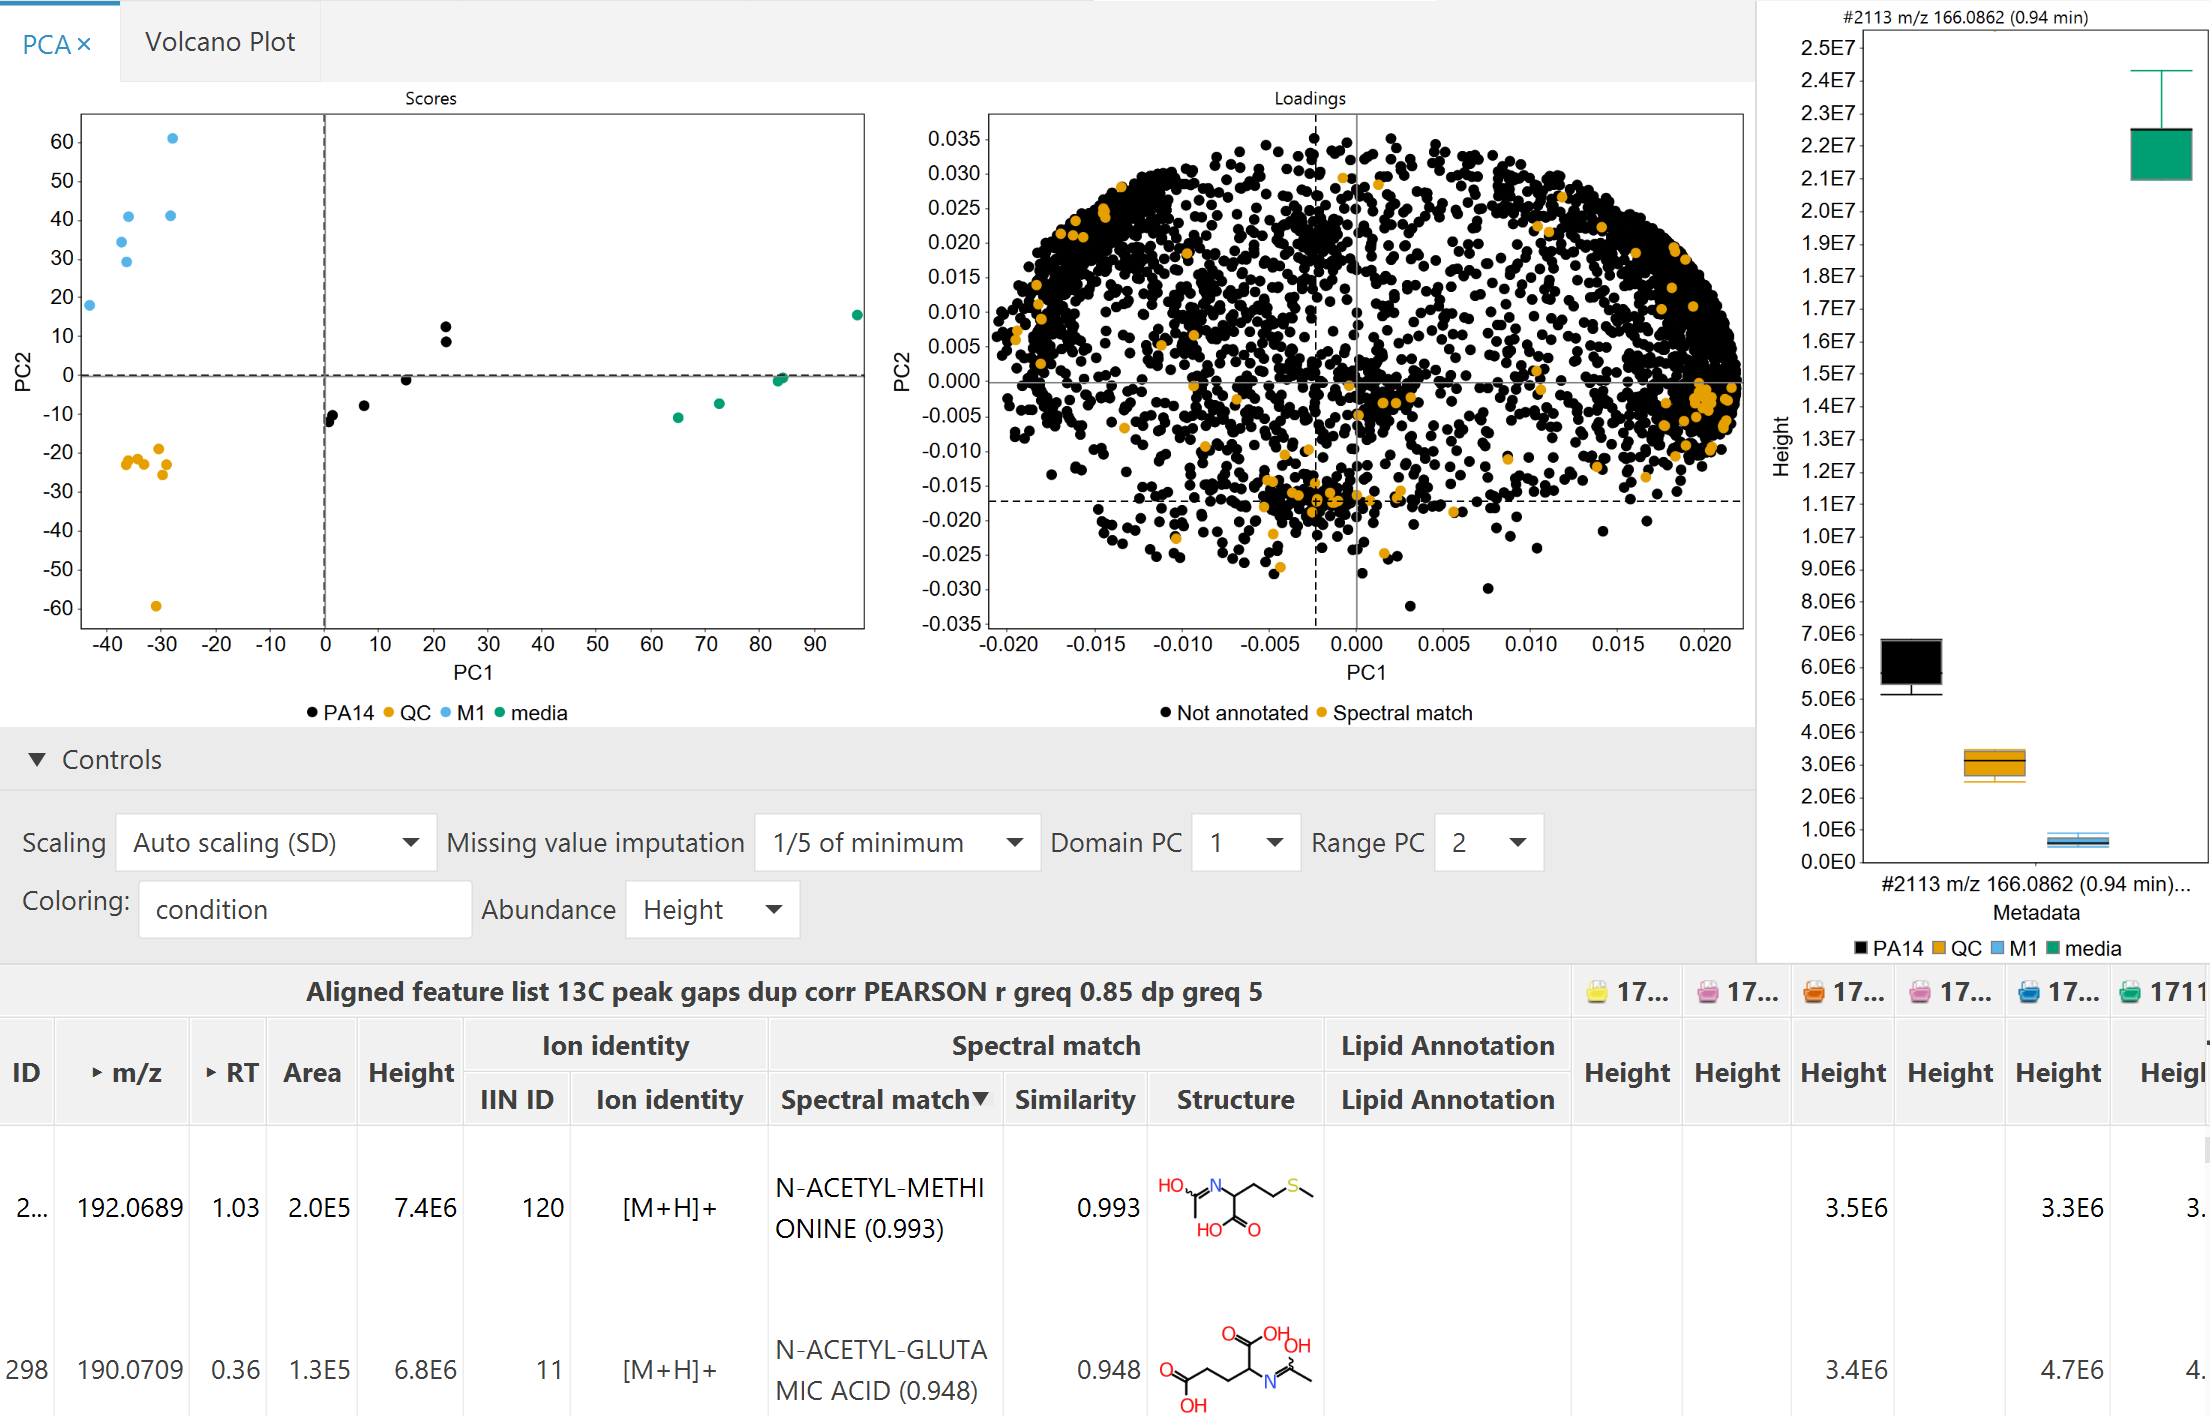 PCA × Volcano Plot
Scores
60
50
40
30
20
10
0
-10
-20
-30
-40
-50
-60
PC2
-40 -30 -20 -10 0 10 20 30 40 50 60 70 80 90
PC1
PA14 QC M1 media
Loadings
0.035
0.030
0.025
0.020
0.015
0.010
0.005
0.000
-0.005
-0.010
-0.015
-0.020
-0.025
-0.030
-0.035
PC2
-0.020 -0.015 -0.010 -0.005 0.000 0.005 0.010 0.015 0.020
PC1
Not annotated Spectral match
#2113 m/z 166.0862 (0.94 min)
2.5E7
2.4E7
2.3E7
2.2E7
2.1E7
2.0E7
1.9E7
1.8E7
1.7E7
1.6E7
1.5E7
1.4E7
1.3E7
1.2E7
1.1E7
1.0E7
9.0E6
8.0E6
7.0E6
6.0E6
5.0E6
4.0E6
3.0E6
2.0E6
1.0E6
0.0E0
Height
#2113 m/z 166.0862 (0.94 min)...
Metadata
PA14 QC M1 media
Controls
Scaling Auto scaling (SD) Missing value imputation 1/5 of minimum Domain PC 1 Range PC 2
Coloring: condition Abundance Height
Aligned feature list 13C peak gaps dup corr PEARSON r greq 0.85 dp greq 5 17... 17... 17... 17... 17... 1711
Ion identity Spectral match Lipid Annotation
ID m/z RT Area Height IIN ID Ion identity Spectral match Similarity Structure Lipid Annotation Height Height Height Height Height Heigl
2... 192.0689 1.03 2.0E5 7.4E6 120 [M+H]+ N-ACETYL-METHI
ONINE (0.993) 0.993 HO N S HO O 3.5E6 3.3E6 3.
298 190.0709 0.36 1.3E5 6.8E6 11 [M+H]+ N-ACETYL-GLUTA
MIC ACID (0.948) 0.948 O OH OH O N OH 3.4E6 4.7E6 4.